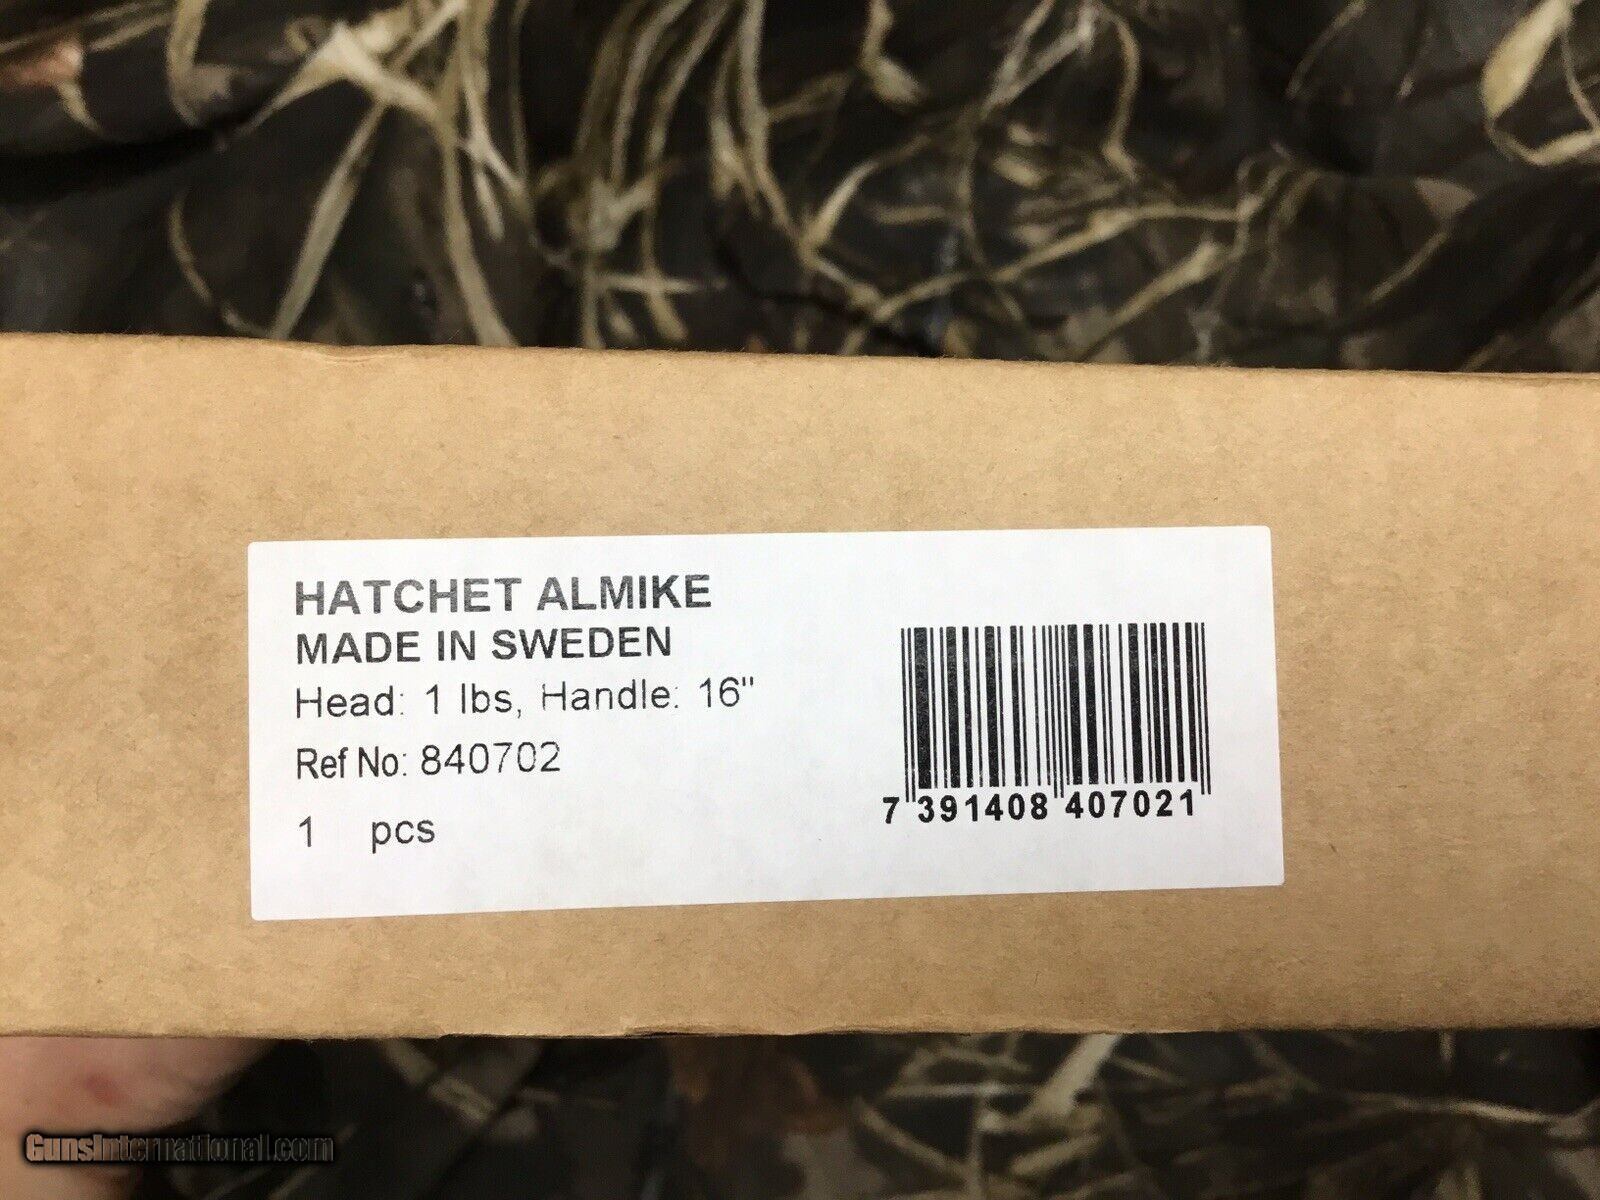 HATCHET ALMIKE
MADE IN SWEDEN
Head: 1 lbs, Handle: 16"
Ref No: 840702
1 pcs
7 391408 407021
GunsInternational.com